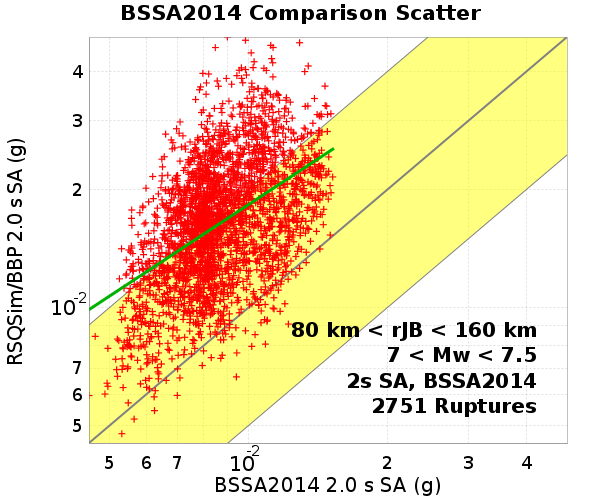 BSSA2014 Comparison Scatter
RSQSim/BBP 2.0 s SA (g)
4
3
2
10-2
7
6
5
80 km < rJB < 160 km
7 < Mw < 7.5
2s SA, BSSA2014
2751 Ruptures
5 6 7 10-2 2 3 4
BSSA2014 2.0 s SA (g)